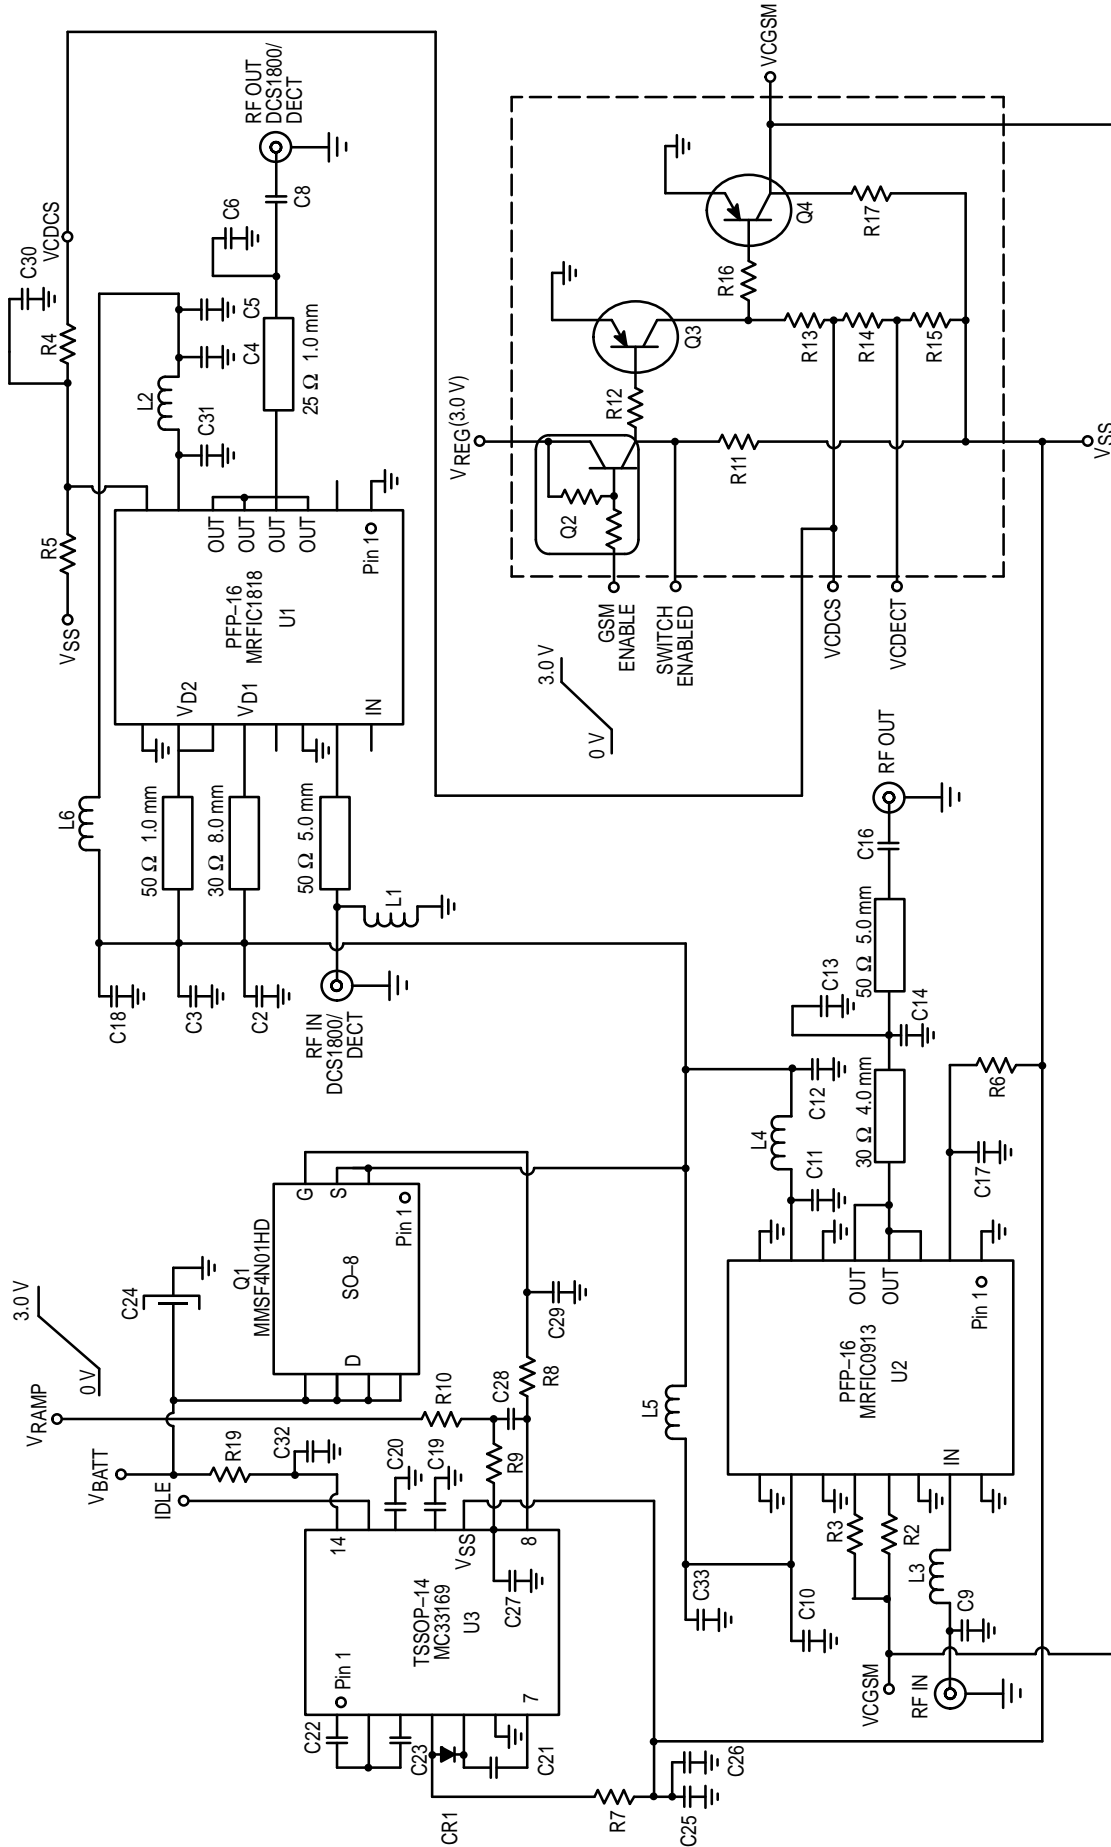 VRAMP
0 V
3.0 V
VBATT
IDLE
R19
C32
C24
Q1
MMSF4N01HD
SO–8
G
S
D
Pin 1
R10
C28
R9
R8
C29
C20
C19
14
VSS
8
C27
TSSOP–14
MC33169
U3
Pin 1
7
C22
C23
C21
CR1
R7
C25
C26
C18
C3
C2
L6
50 Ω 1.0 mm
30 Ω 8.0 mm
50 Ω 5.0 mm
L1
RF IN
DCS1800/
DECT
VSS
R5
R4
C30
VCDCS
PFP–16
MRFIC1818
U1
VD2
VD1
IN
OUT
OUT
OUT
OUT
Pin 1
L2
C31
C4
C5
25 Ω 1.0 mm
C6
C8
RF OUT
DCS1800/
DECT
L5
C33
C10
L4
C11
C12
PFP–16
MRFIC0913
U2
OUT
OUT
IN
Pin 1
R3
R2
L3
C9
VCGSM
RF IN
30 Ω 4.0 mm
C13
C14
50 Ω 5.0 mm
C16
RF OUT
C17
R6
0 V
3.0 V
GSM
ENABLE
SWITCH
ENABLED
VCDCS
VCDECT
VREG(3.0 V)
Q2
R12
R11
Q3
R16
R13
R14
R15
Q4
R17
VCGSM
VSS